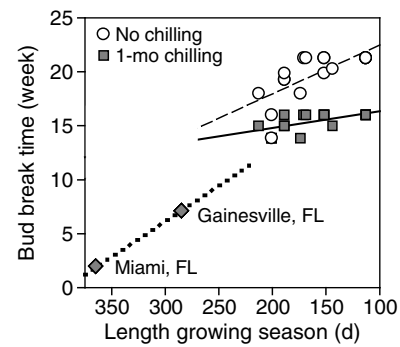 25
20
15
10
5
0
Bud break time (week)
No chilling
1-mo chilling
Gainesville, FL
Miami, FL
350 300 250 200 150 100
Length growing season (d)